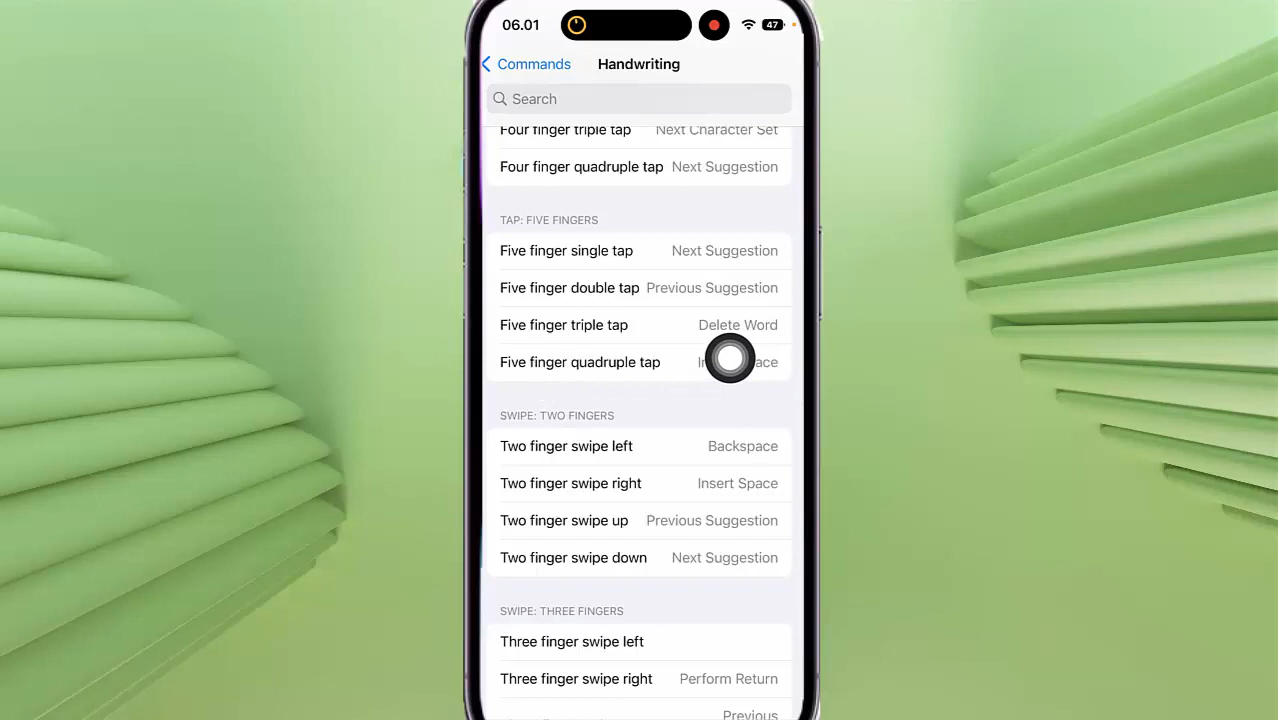 06.01
47
Commands
Handwriting
Search
Four finger triple tap Next Character Set
Four finger quadruple tap Next Suggestion
TAP: FIVE FINGERS
Five finger single tap Next Suggestion
Five finger double tap Previous Suggestion
Five finger triple tap Delete Word
Five finger quadruple tap
SWIPE: TWO FINGERS
Two finger swipe left Backspace
Two finger swipe right Insert Space
Two finger swipe up Previous Suggestion
Two finger swipe down Next Suggestion
SWIPE: THREE FINGERS
Three finger swipe left
Three finger swipe right Perform Return
Previous